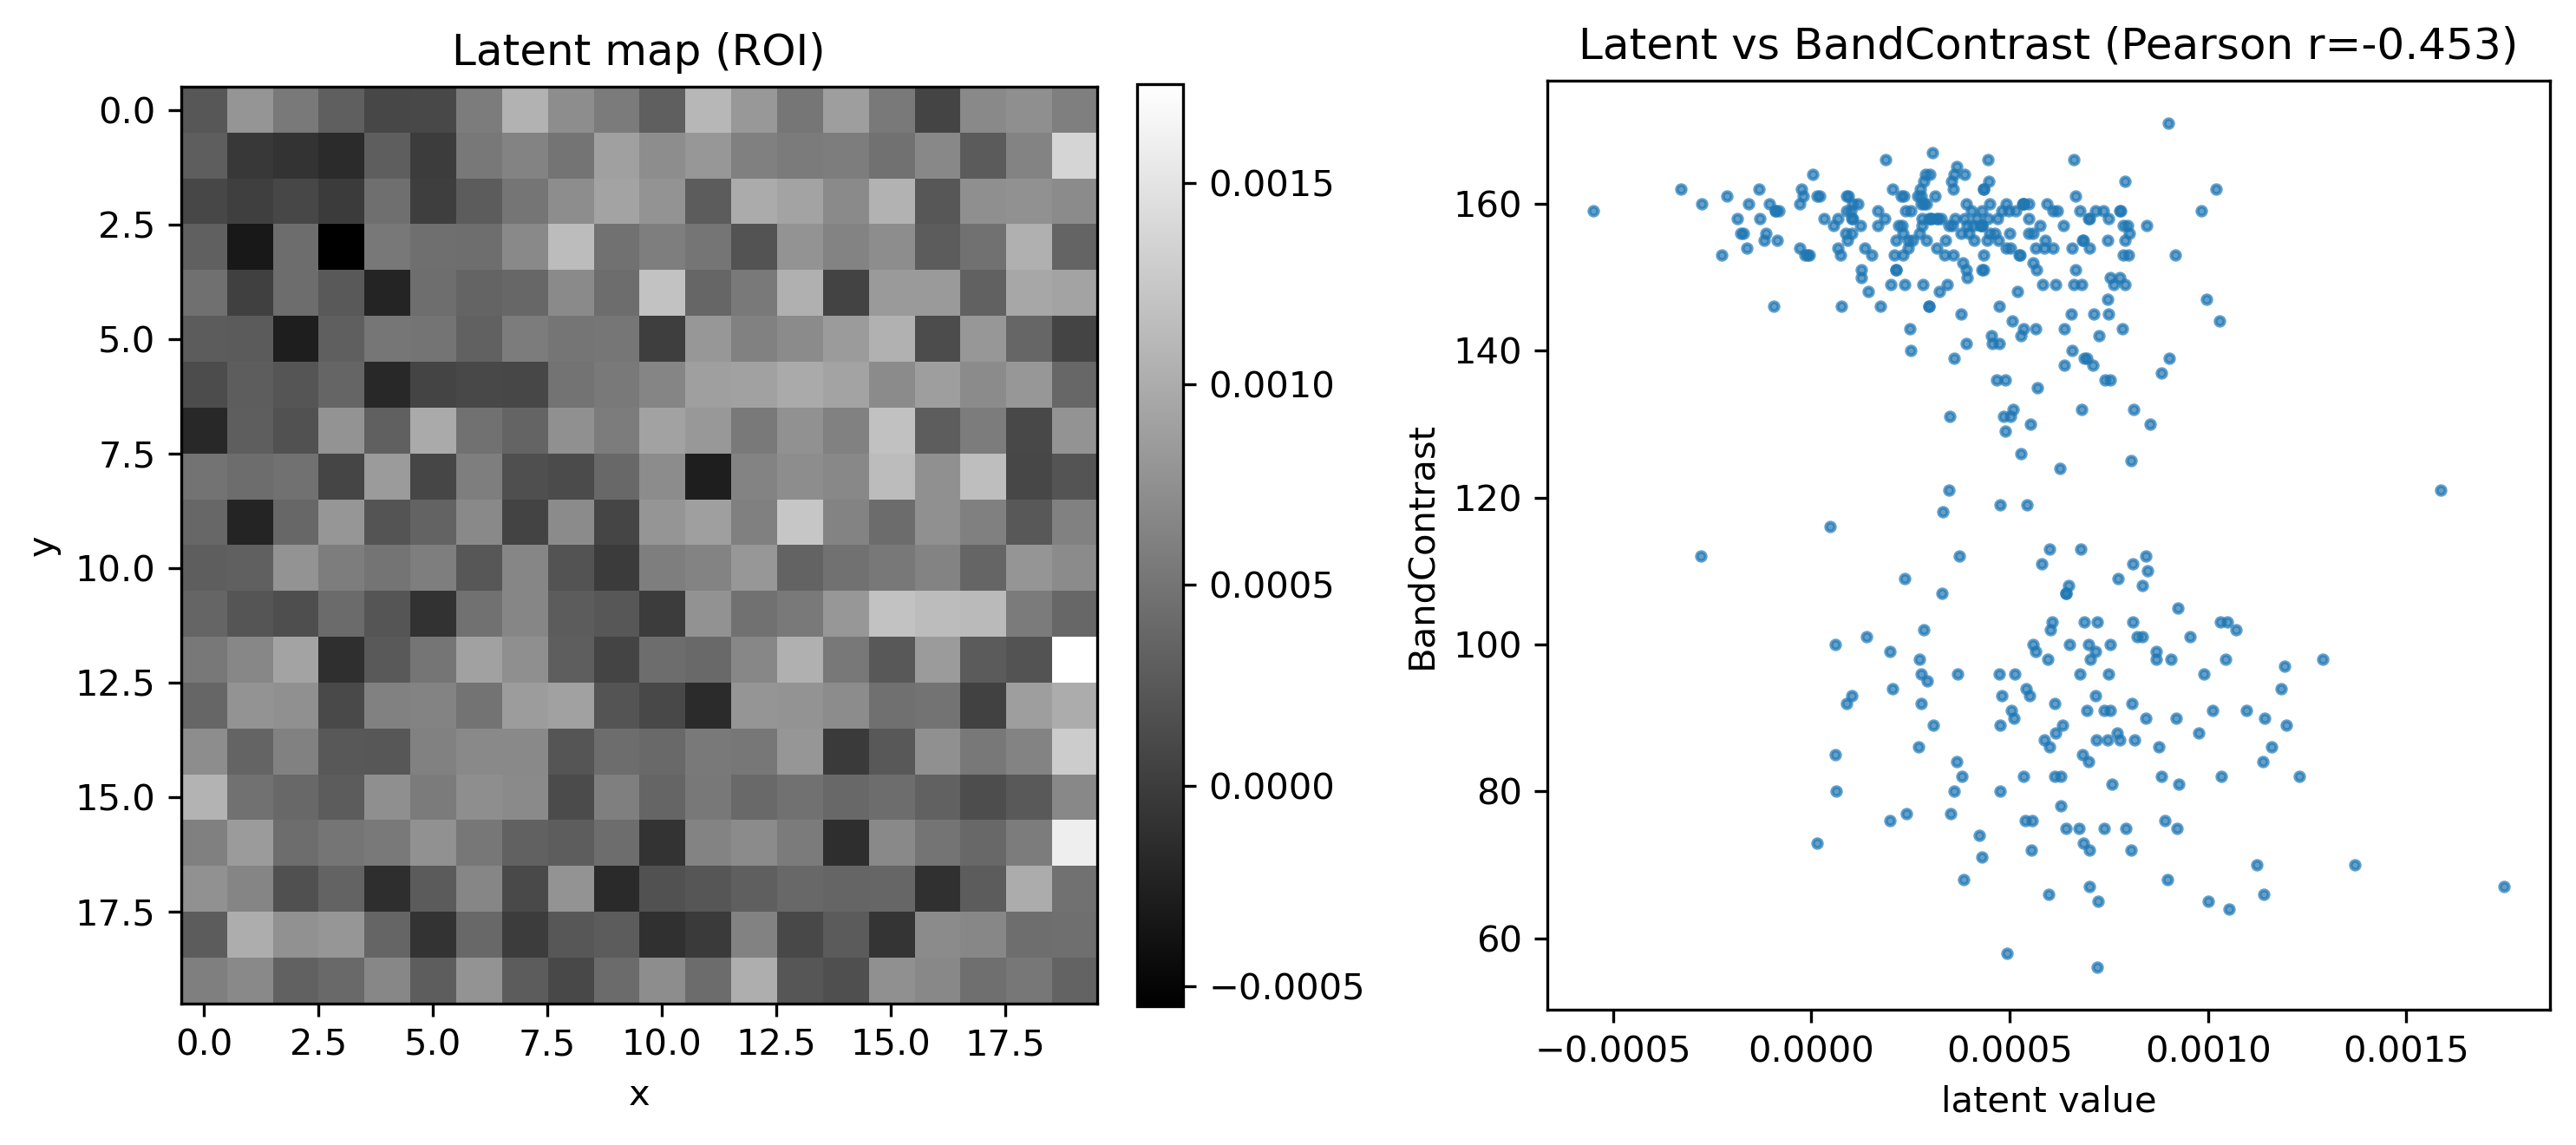 Latent map (ROI)
0.0
2.5
5.0
7.5
10.0
12.5
15.0
17.5
y
0.0 2.5 5.0 7.5 10.0 12.5 15.0 17.5
x
0.0015
0.0010
0.0005
0.0000
−0.0005
Latent vs BandContrast (Pearson r=-0.453)
160
140
120
100
80
60
BandContrast
−0.0005 0.0000 0.0005 0.0010 0.0015
latent value